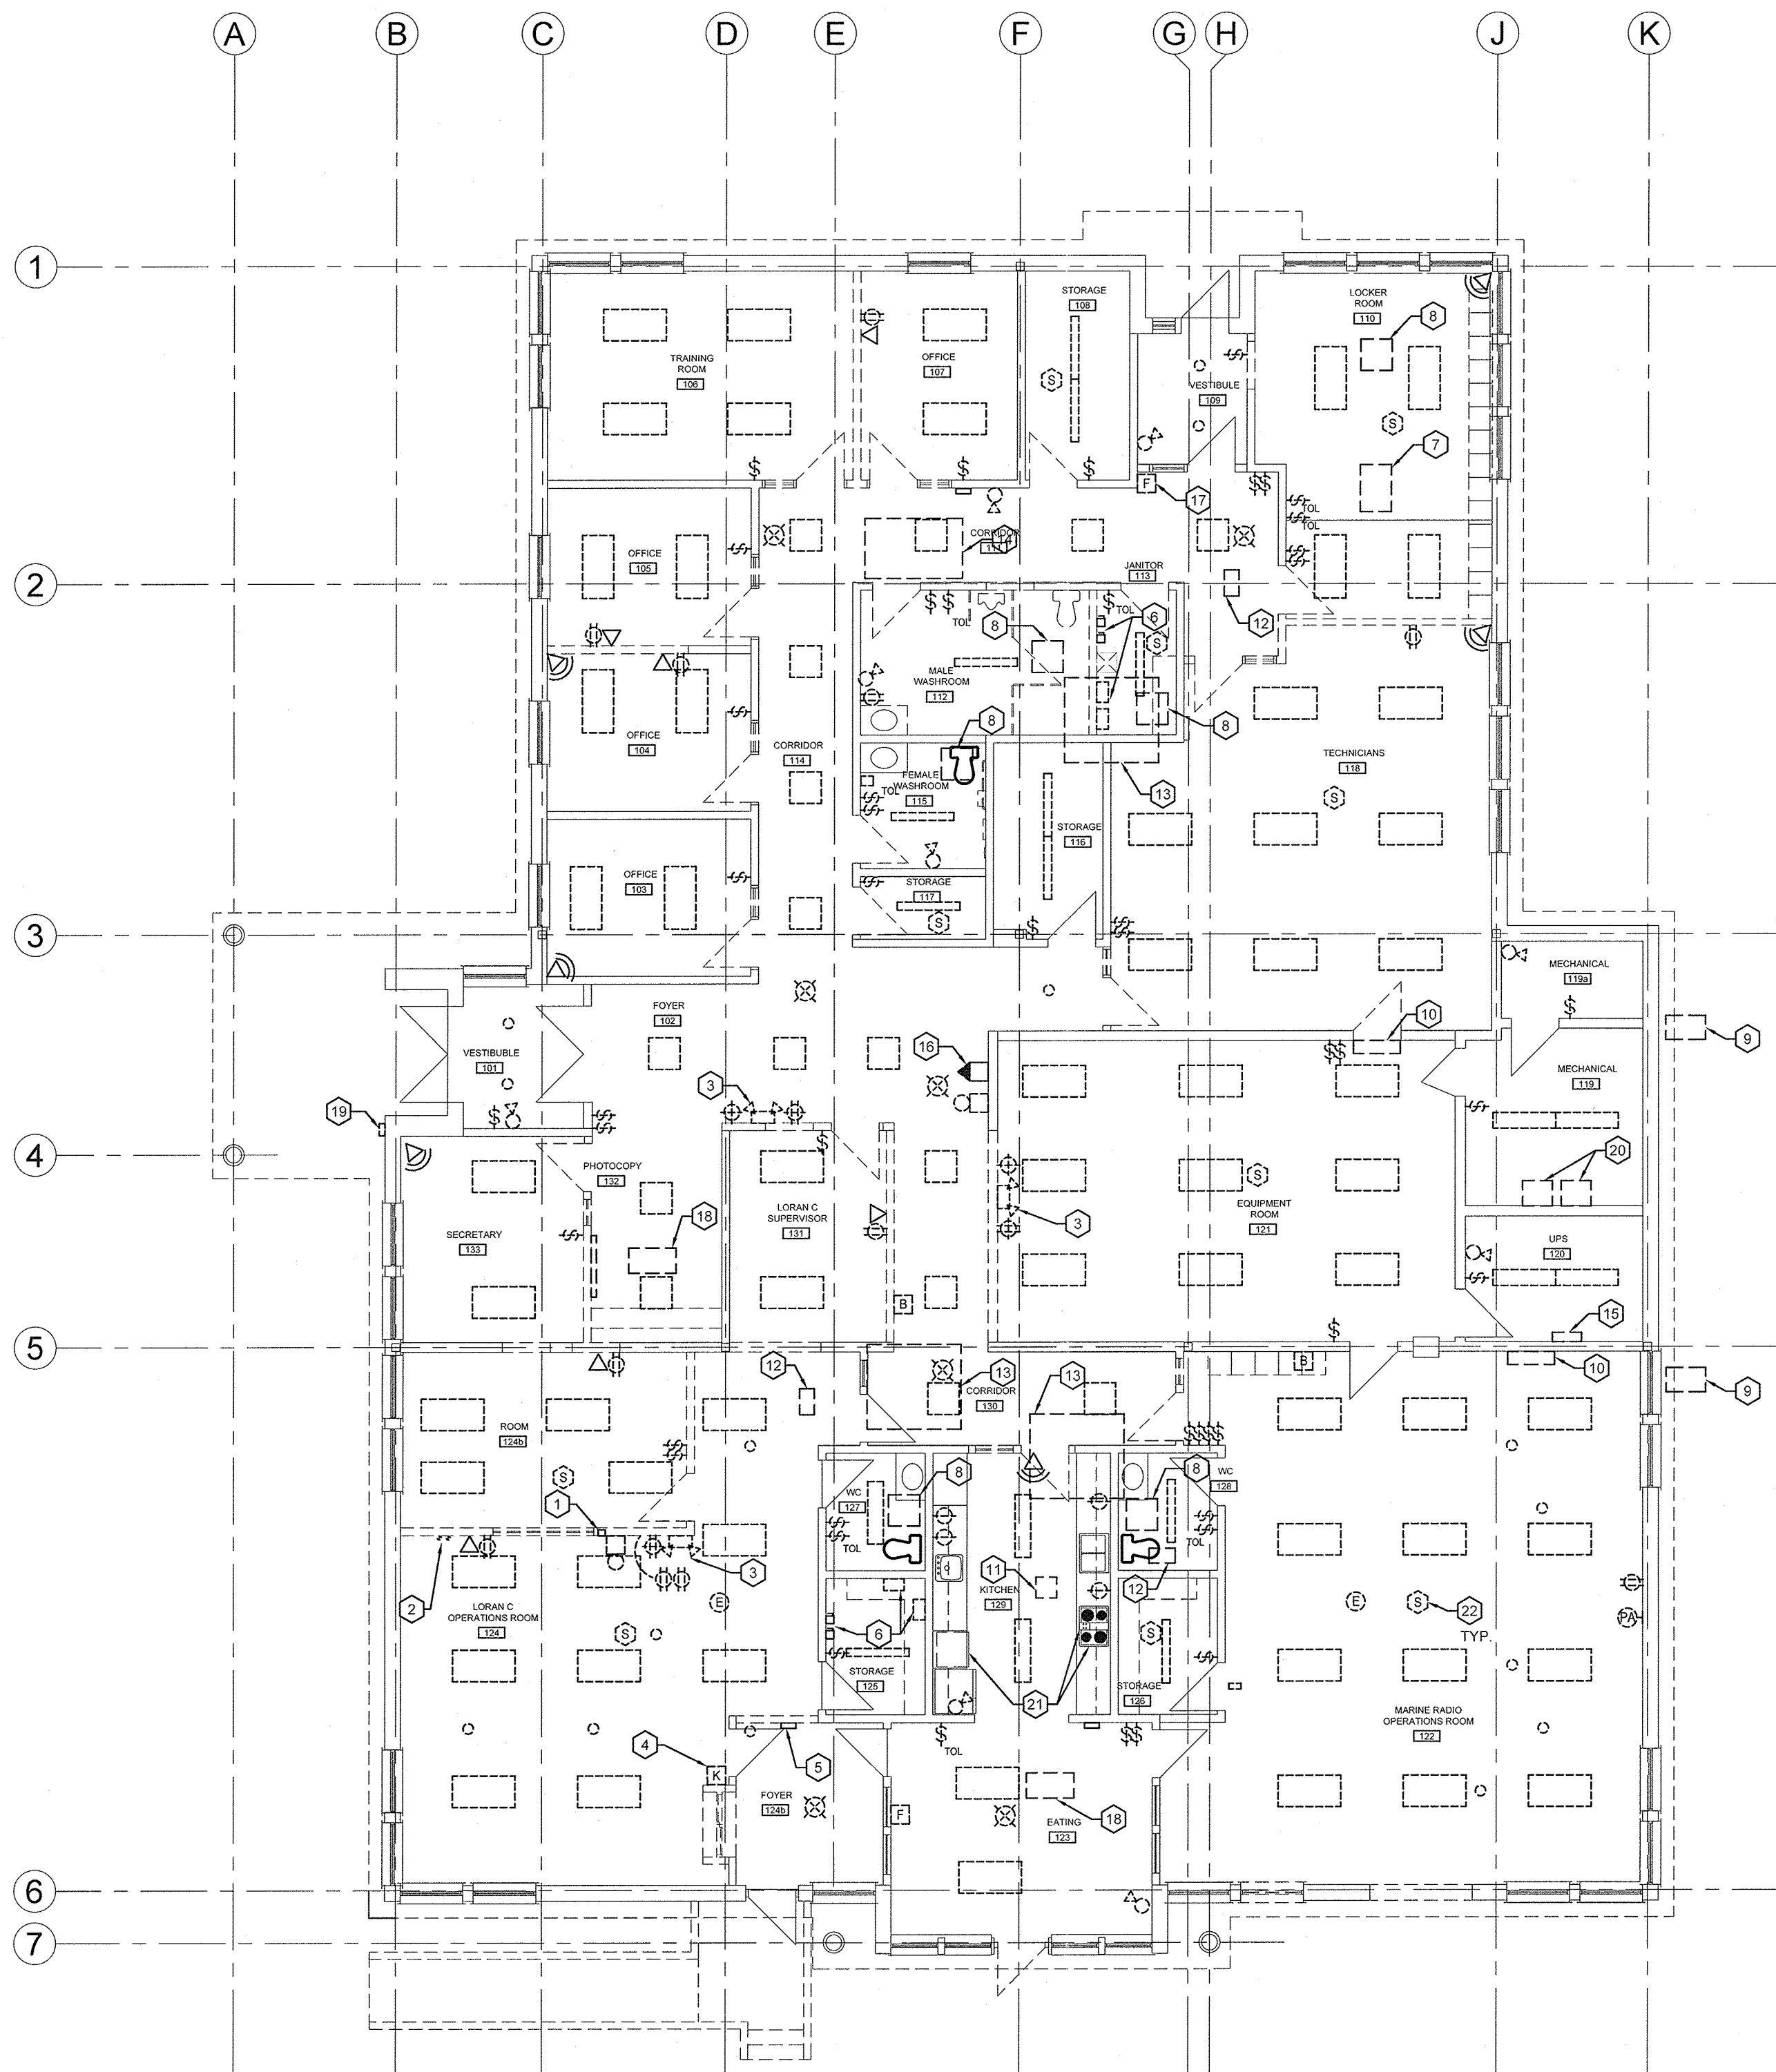 A B C D E F G H J K
1
STORAGE
108
LOCKER
ROOM
110
8
TRAINING
ROOM
106
OFFICE
107
S
VESTIBULE
109
S
7
$
$
$
F
17
$$
$
TOL
$
TOL
CORRIDOR
111
14
OFFICE
105
$
$
$
2
JANITOR
113
$
$
TOL
8
$
TOL
6
S
12
MALE
WASHROOM
112
OFFICE
104
$
8
8
CORRIDOR
114
TECHNICIANS
118
FEMALE
WASHROOM
115
TOL
$
$
13
S
STORAGE
116
OFFICE
103
$
$
STORAGE
117
S
$
$
$
3
MECHANICAL
119a
$
FOYER
102
VESTIBUBLE
101
10
9
16
$$
MECHANICAL
119
3
19
$
$
$
$
$
4
PHOTOCOPY
132
S
20
SECRETARY
133
$
18
LORAN C
SUPERVISOR
131
3
EQUIPMENT
ROOM
121
UPS
120
$
B
$
15
5
12
13
CORRIDOR
130
13
B
10
9
ROOM
124b
$
$
$$$$
S
1
WC
127
8
8
WC
128
$
$
TOL
$
$
TOL
3
2
11
KITCHEN
129
12
LORAN C
OPERATIONS ROOM
124
E
E
S
22
TYP.
PA
S
6
S
$
STORAGE
125
$
STORAGE
126
21
MARINE RADIO
OPERATIONS ROOM
122
4
K
5
$
TOL
$$
FOYER
124b
F
18
EATING
123
6
7